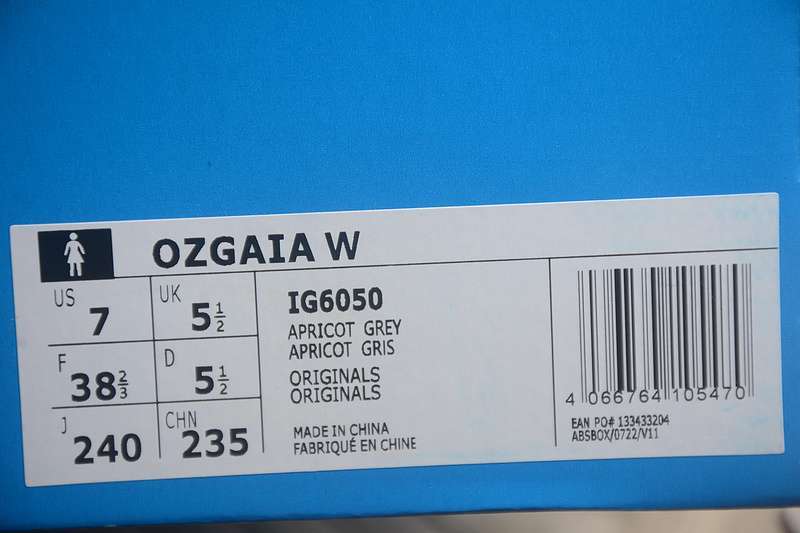 OZGAIA W
US 7
UK 5 1/2
F 38 2/3
D 5 1/2
J 240
CHN 235
IG6050
APRICOT GREY
APRICOT GRIS
ORIGINALS
ORIGINALS
MADE IN CHINA
FABRIQUÉ EN CHINE
4 066764 105470
EAN PO# 133433204
ABSBOX/0722/V11